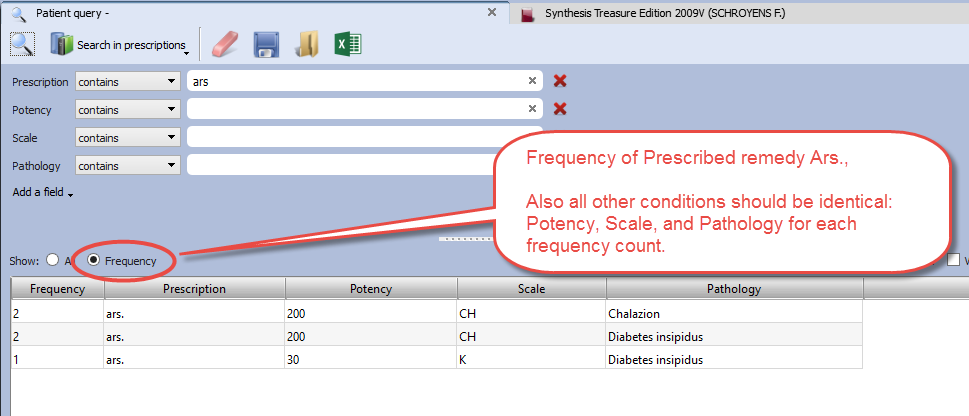 Patient query -
Synthesis Treasure Edition 2009V (SCHROYENS F.)
Search in prescriptions
Prescription contains ars
Potency contains
Scale contains
Pathology contains
Add a field
Frequency of Prescribed remedy Ars.,
Also all other conditions should be identical:
Potency, Scale, and Pathology for each
frequency count.
Show: A Frequency
Frequency Prescription Potency Scale Pathology
2 ars. 200 CH Chalazion
2 ars. 200 CH Diabetes insipidus
1 ars. 30 K Diabetes insipidus